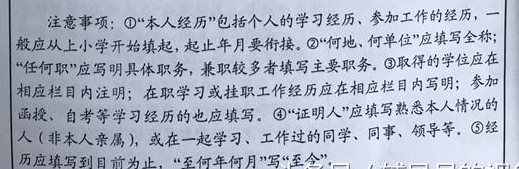 注意事项：①“本人经历”包括个人的学习经历、参加工作的经历，一
般应从上小学开始填起，起止年月要衔接。②“何地、何单位”应填写全称；
“任何职”应写明具体职务，兼职较多者填写主要职务。③取得的学位应在
相应栏目内注明；在职学习或挂职工作经历应在相应栏目内写明；参加
函授、自考等学习经历的也应填写。④“证明人”应填写熟悉本人情况的
人（非本人亲属），或在一起学习、工作过的同学、同事、领导等。⑤经
历应填写到目前为止，“至何年何月”写“至今”。